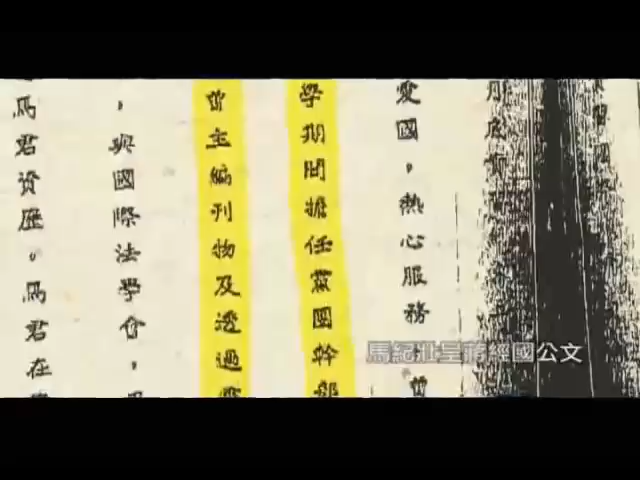 愛國，熱心服務，曾
學期間擔任黨團幹部
曾主編刊物及透過
，與國際法學會，
馬君資歷。馬君在
馬紀壯呈蔣經國公文